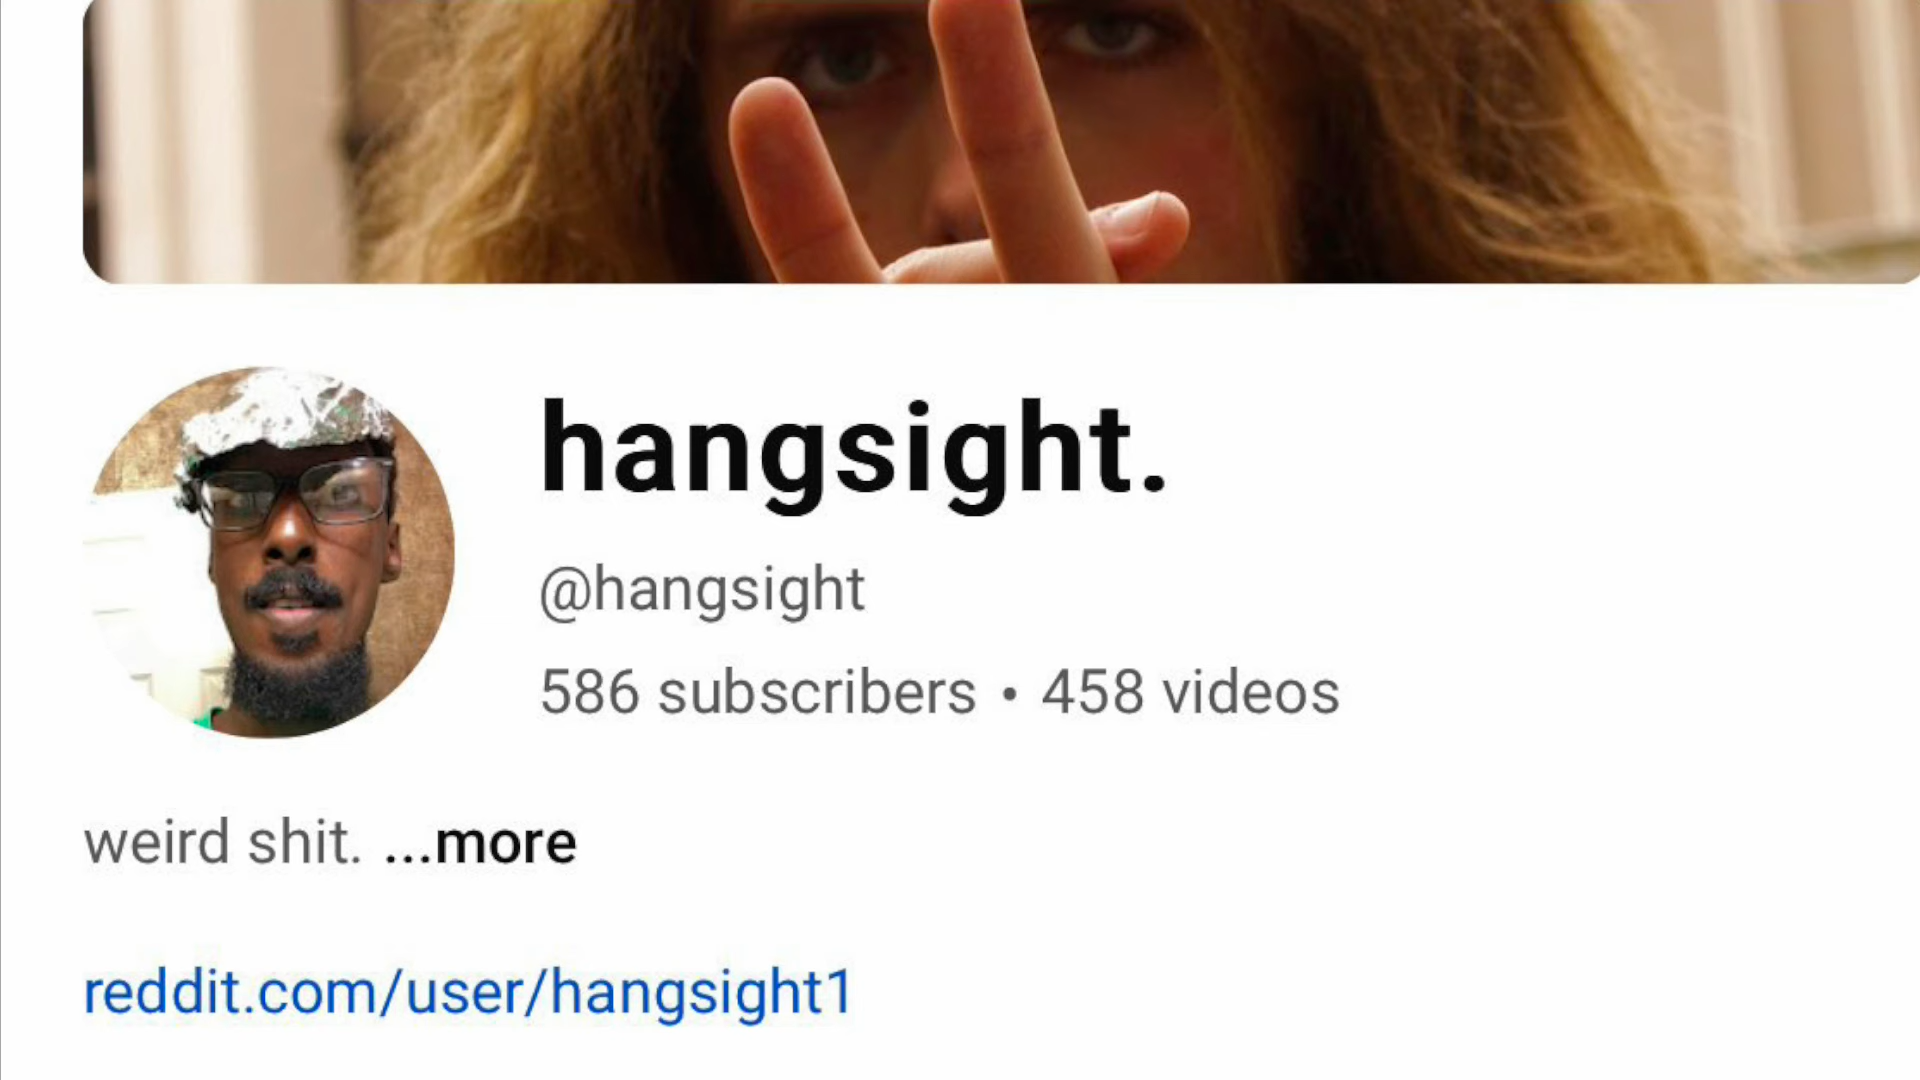 hangsight.
@hangsight
586 subscribers • 458 videos
weird shit. ...more
reddit.com/user/hangsight1